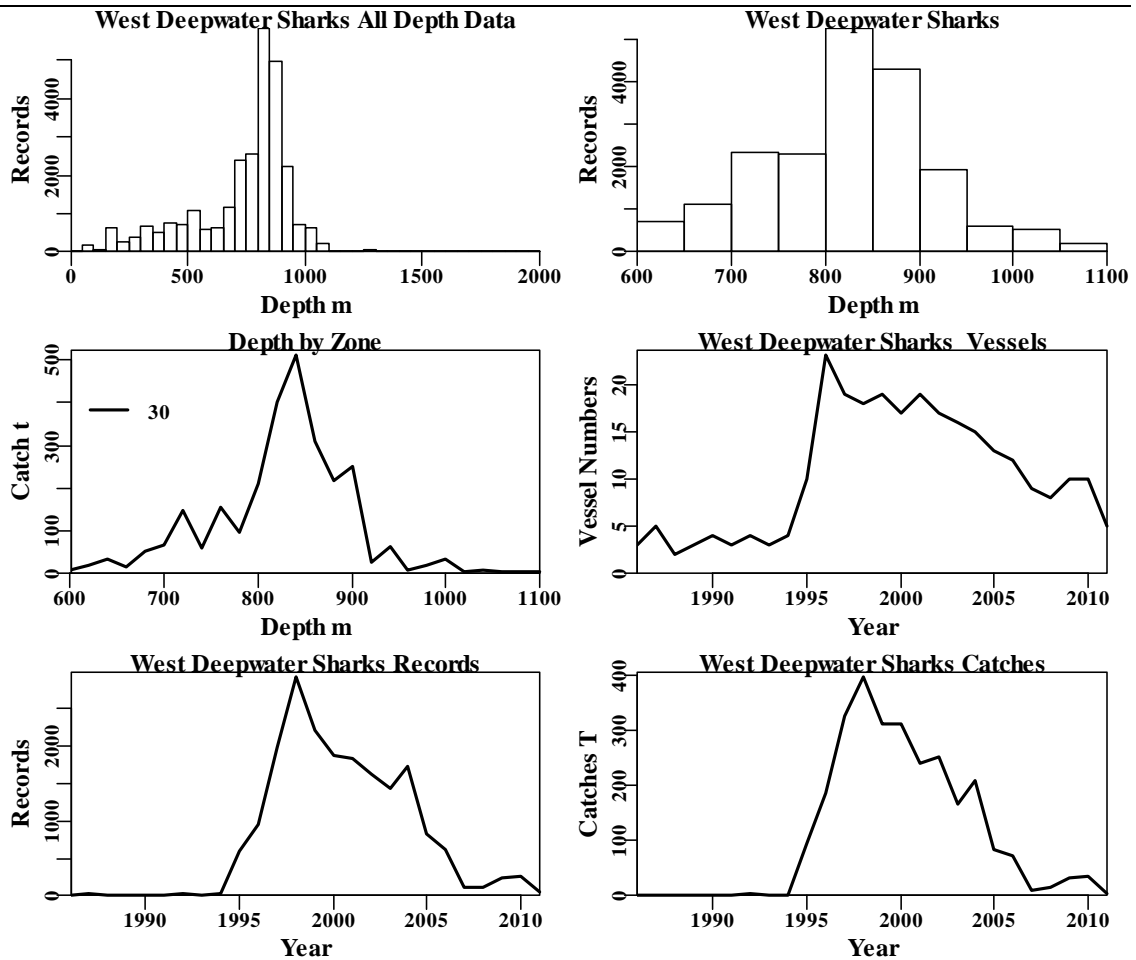 West Deepwater Sharks All Depth Data
Records
0 2000 4000
0 500 1000 1500 2000
Depth m
West Deepwater Sharks
Records
0 2000 4000
600 700 800 900 1000 1100
Depth m
Depth by Zone
Catch t
0 100 300 500
30
600 700 800 900 1000 1100
Depth m
West Deepwater Sharks Vessels
Vessel Numbers
0 5 10 15 20
1990 1995 2000 2005 2010
Year
West Deepwater Sharks Records
Records
0 1000 2000
1990 1995 2000 2005 2010
Year
West Deepwater Sharks Catches
Catches T
0 100 200 300 400
1990 1995 2000 2005 2010
Year